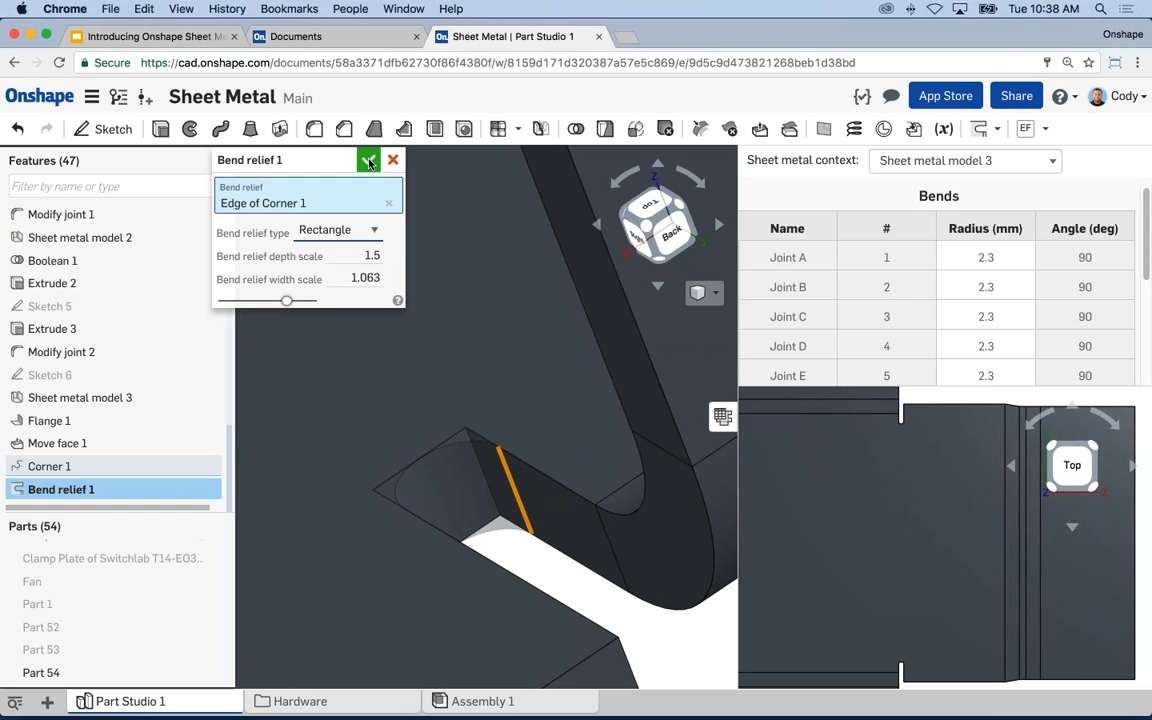 Chrome File Edit View History Bookmarks People Window Help Tue 10:38 AM
Introducing Onshape Sheet Me
Documents
Sheet Metal | Part Studio 1
Onshape
Secure https://cad.onshape.com/documents/58a3371dfb62730f86f4380f/w/8159d171d320387a57e5c869/e/9d5c9d473821268beb1d38bd
Onshape Sheet Metal Main App Store Share Cody
Sketch (x) EF
Features (47)
Filter by name or type
Modify joint 1
Sheet metal model 2
Boolean 1
Extrude 2
Sketch 5
Extrude 3
Modify joint 2
Sketch 6
Sheet metal model 3
Flange 1
Move face 1
Corner 1
Bend relief 1
Parts (54)
Clamp Plate of Switchlab T14-EO3...
Fan
Part 1
Part 52
Part 53
Part 54
Bend relief 1
Bend relief
Edge of Corner 1
Bend relief type Rectangle
Bend relief depth scale 1.5
Bend relief width scale 1.063
Z
Top
Back
Y
X
Sheet metal context: Sheet metal model 3
Bends
Name # Radius (mm) Angle (deg)
Joint A 1 2.3 90
Joint B 2 2.3 90
Joint C 3 2.3 90
Joint D 4 2.3 90
Joint E 5 2.3 90
Top
Z X
Part Studio 1 Hardware Assembly 1